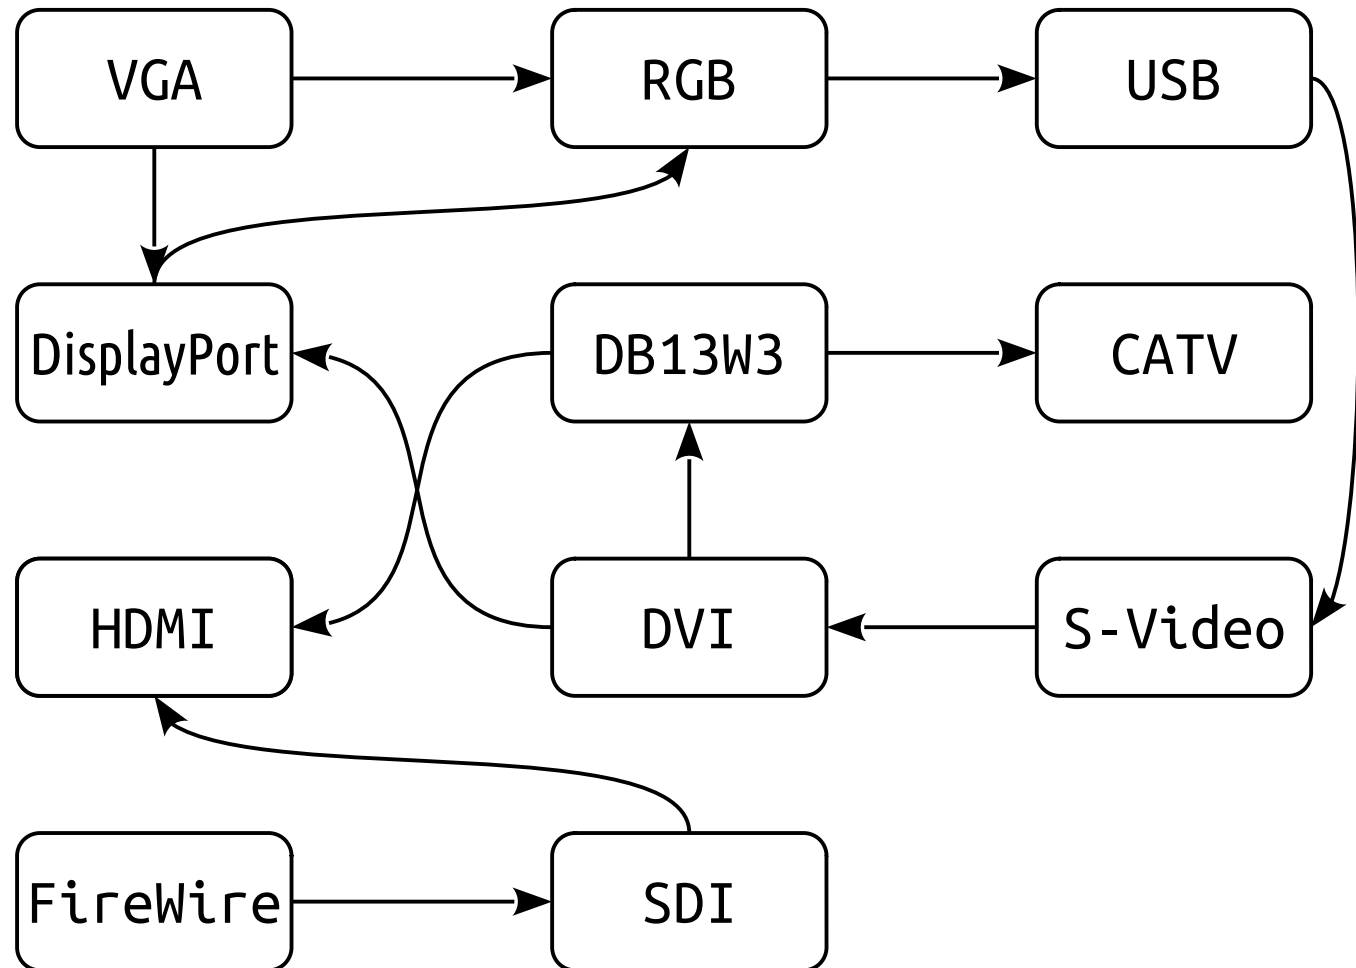 VGA
RGB
USB
DisplayPort
DB13W3
CATV
HDMI
DVI
S-Video
FireWire
SDI